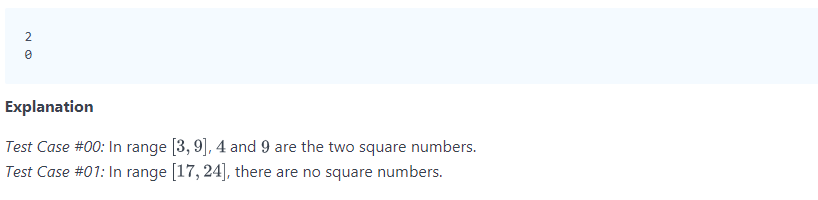 2
0
Explanation
Test Case #00: In range [3, 9], 4 and 9 are the two square numbers.
Test Case #01: In range [17, 24], there are no square numbers.